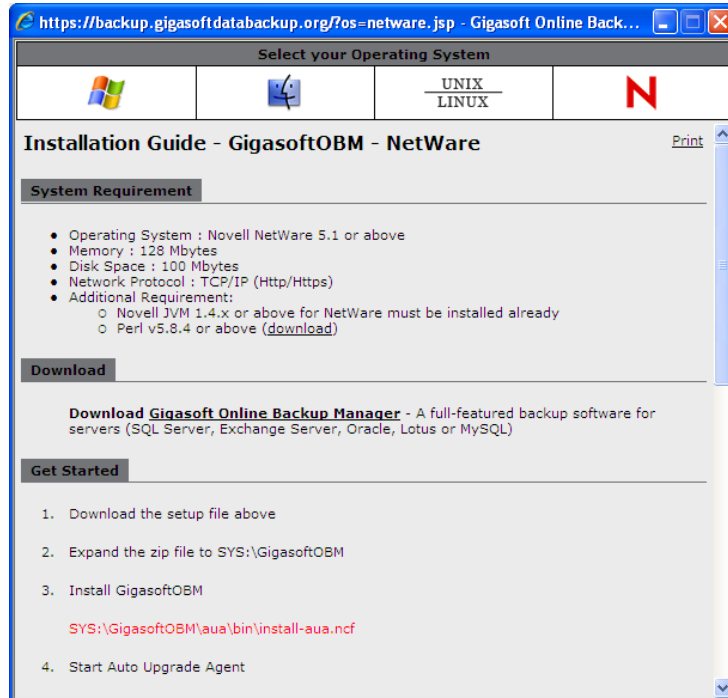 https://backup.gigasoftdatabackup.org/?os=netware.jsp - Gigasoft Online Back...
Select your Operating System
UNIX
LINUX
N
Installation Guide - GigasoftOBM - NetWare
Print
System Requirement
Operating System : Novell NetWare 5.1 or above
Memory : 128 Mbytes
Disk Space : 100 Mbytes
Network Protocol : TCP/IP (Http/Https)
Additional Requirement:
Novell JVM 1.4.x or above for NetWare must be installed already
Perl v5.8.4 or above (download)
Download
Download Gigasoft Online Backup Manager - A full-featured backup software for
servers (SQL Server, Exchange Server, Oracle, Lotus or MySQL)
Get Started
1. Download the setup file above
2. Expand the zip file to SYS:\GigasoftOBM
3. Install GigasoftOBM
SYS:\GigasoftOBM\aua\bin\install-aua.ncf
4. Start Auto Upgrade Agent